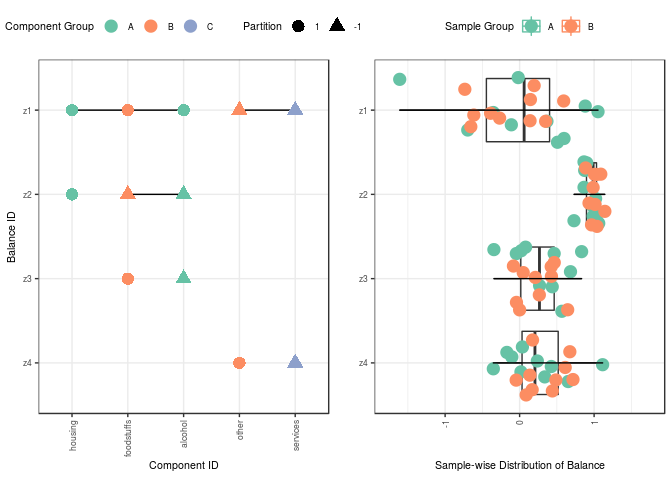 Component Group A B C Partition 1 -1 Sample Group A B
z1
z2
z3
z4
Balance ID
housing
foodstuffs
alcohol
other
services
Component ID
z1
z2
z3
z4
-1
0
1
Sample-wise Distribution of Balance